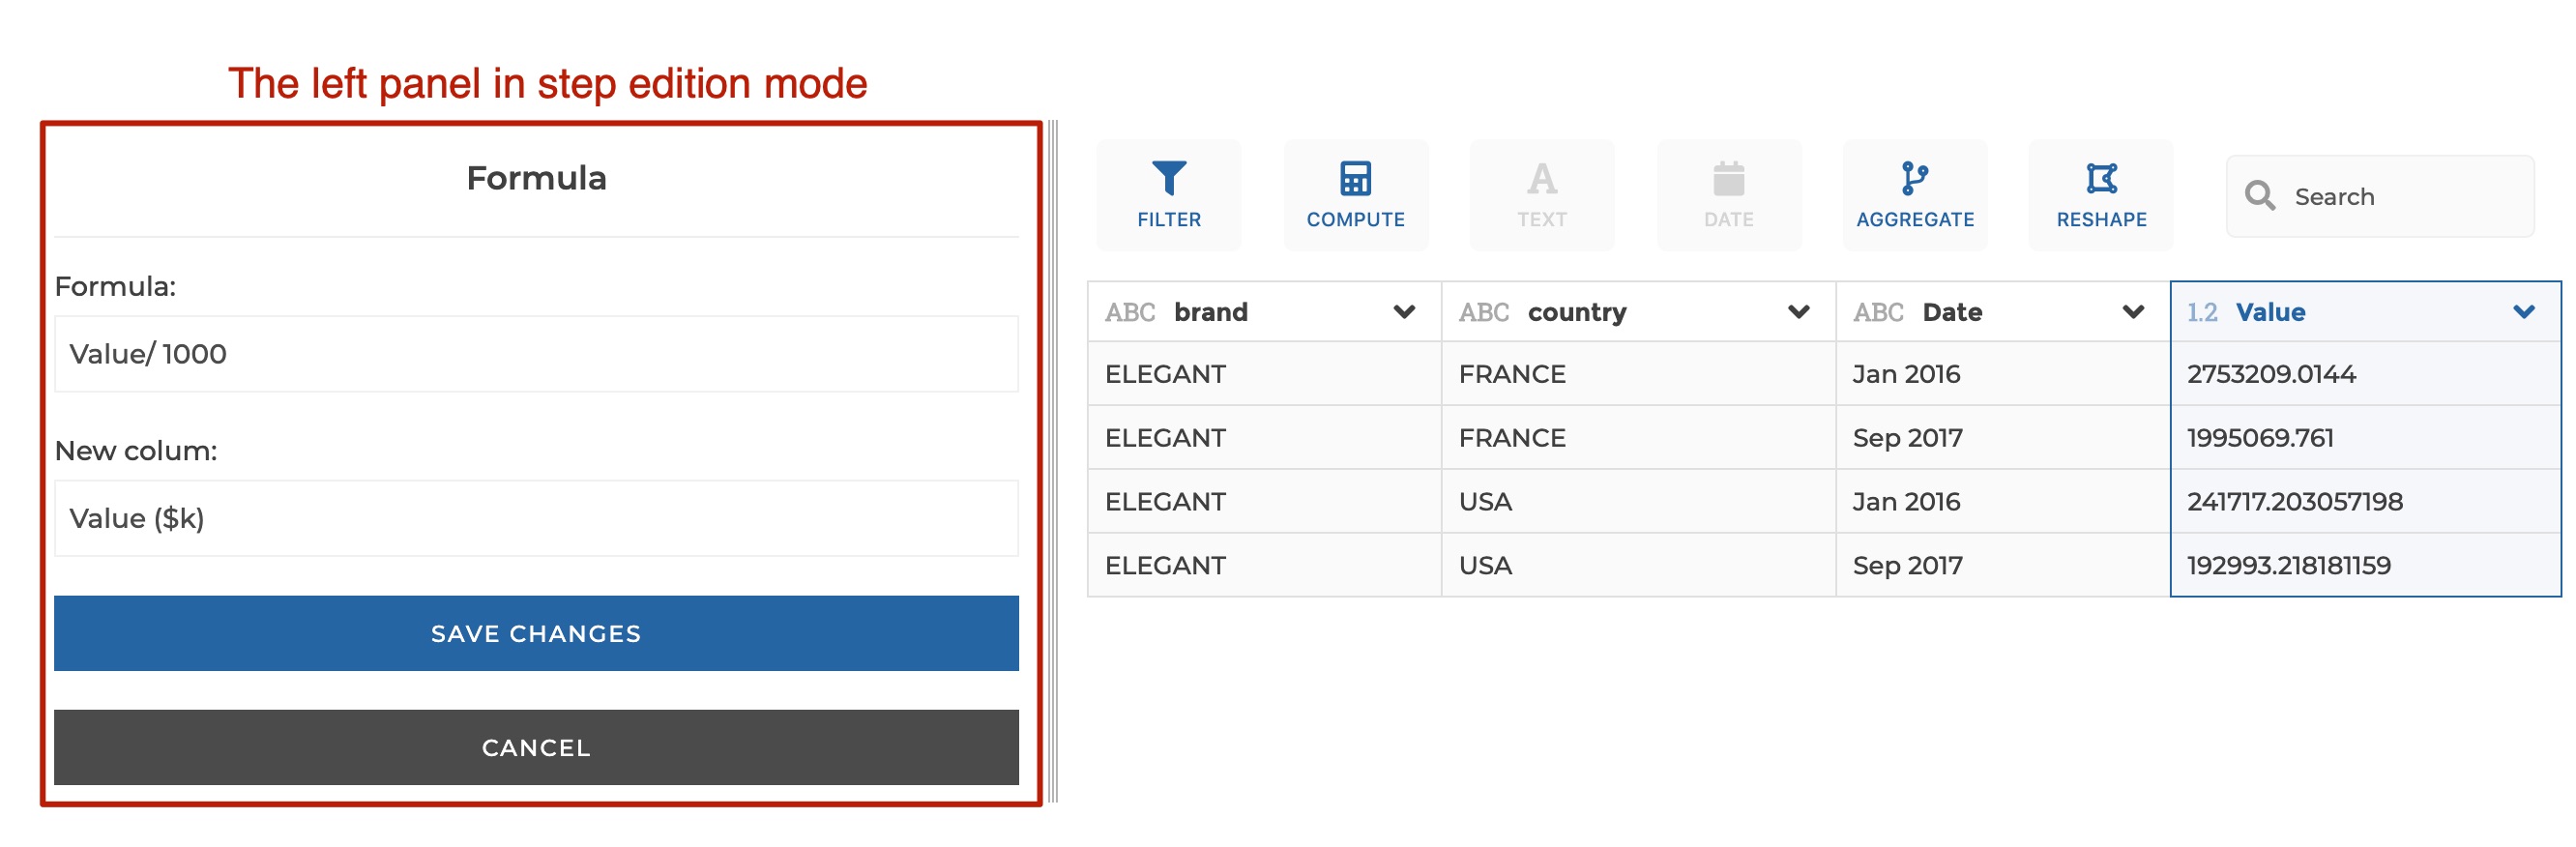 The left panel in step edition mode
Formula
Formula:
Value/ 1000
New colum:
Value ($k)
SAVE CHANGES
CANCEL
FILTER COMPUTE A TEXT DATE AGGREGATE RESHAPE Search
ABC brand ABC country ABC Date 1.2 Value
ELEGANT FRANCE Jan 2016 2753209.0144
ELEGANT FRANCE Sep 2017 1995069.761
ELEGANT USA Jan 2016 241717.203057198
ELEGANT USA Sep 2017 192993.218181159